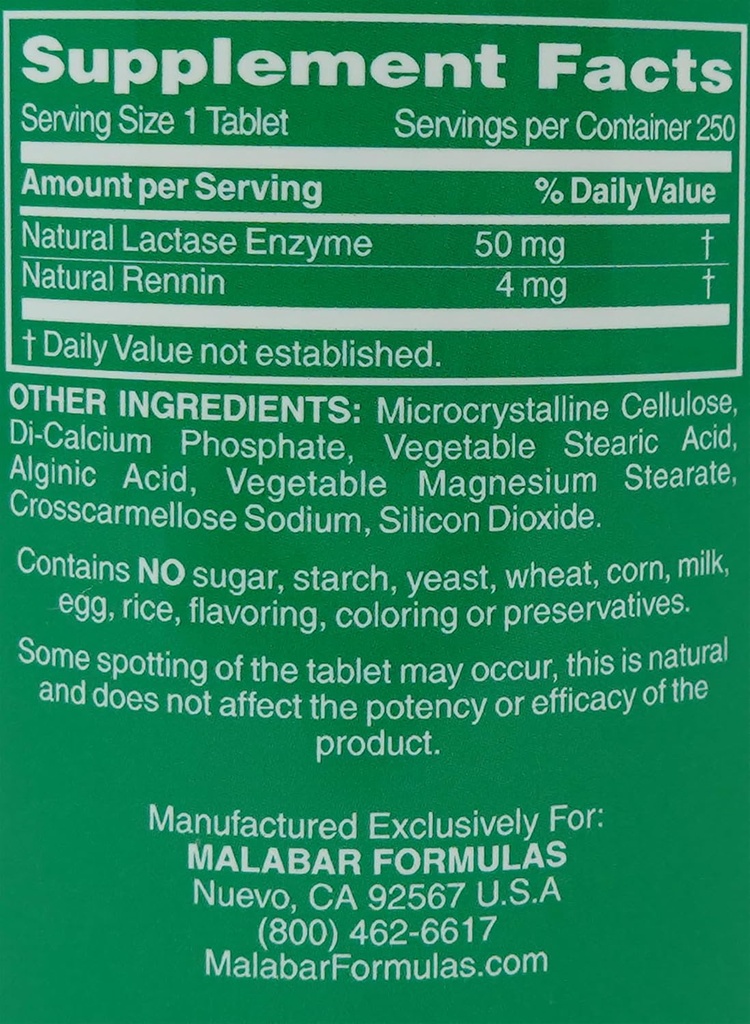 Supplement Facts
Serving Size 1 Tablet Servings per Container 250
Amount per Serving % Daily Value
Natural Lactase Enzyme 50 mg †
Natural Rennin 4 mg †
† Daily Value not established.
OTHER INGREDIENTS: Microcrystalline Cellulose,
Di-Calcium Phosphate, Vegetable Stearic Acid,
Alginic Acid, Vegetable Magnesium Stearate,
Crosscarmellose Sodium, Silicon Dioxide.
Contains NO sugar, starch, yeast, wheat, corn, milk,
egg, rice, flavoring, coloring or preservatives.
Some spotting of the tablet may occur, this is natural
and does not affect the potency or efficacy of the
product.
Manufactured Exclusively For:
MALABAR FORMULAS
Nuevo, CA 92567 U.S.A
(800) 462-6617
MalabarFormulas.com